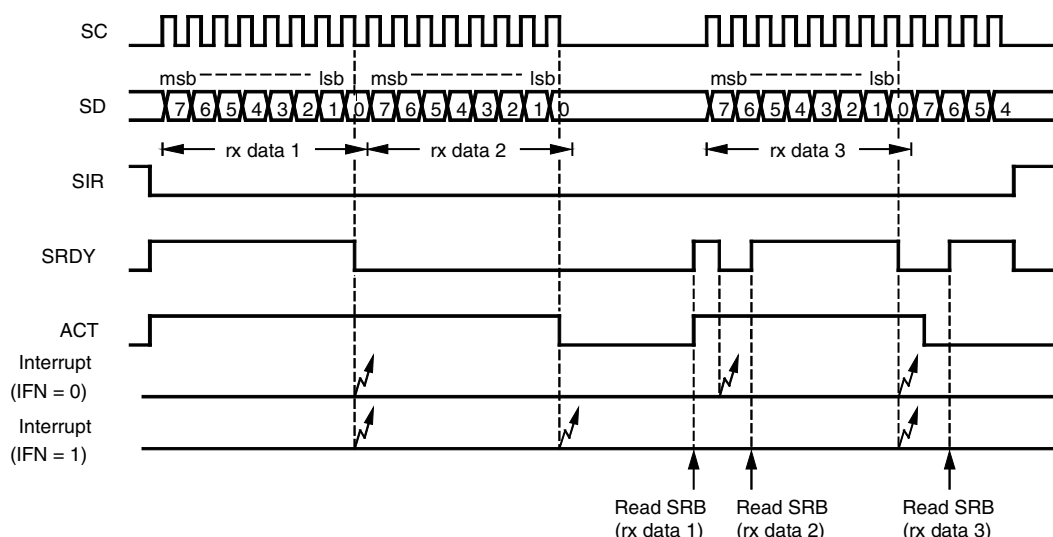 SC
msb lsb msb lsb msb lsb
SD 7 6 5 4 3 2 1 0 7 6 5 4 3 2 1 0 7 6 5 4 3 2 1 0 7 6 5 4
rx data 1 rx data 2 rx data 3
SIR
SRDY
ACT
Interrupt
(IFN = 0)
Interrupt
(IFN = 1)
Read SRB
(rx data 1)
Read SRB
(rx data 2)
Read SRB
(rx data 3)